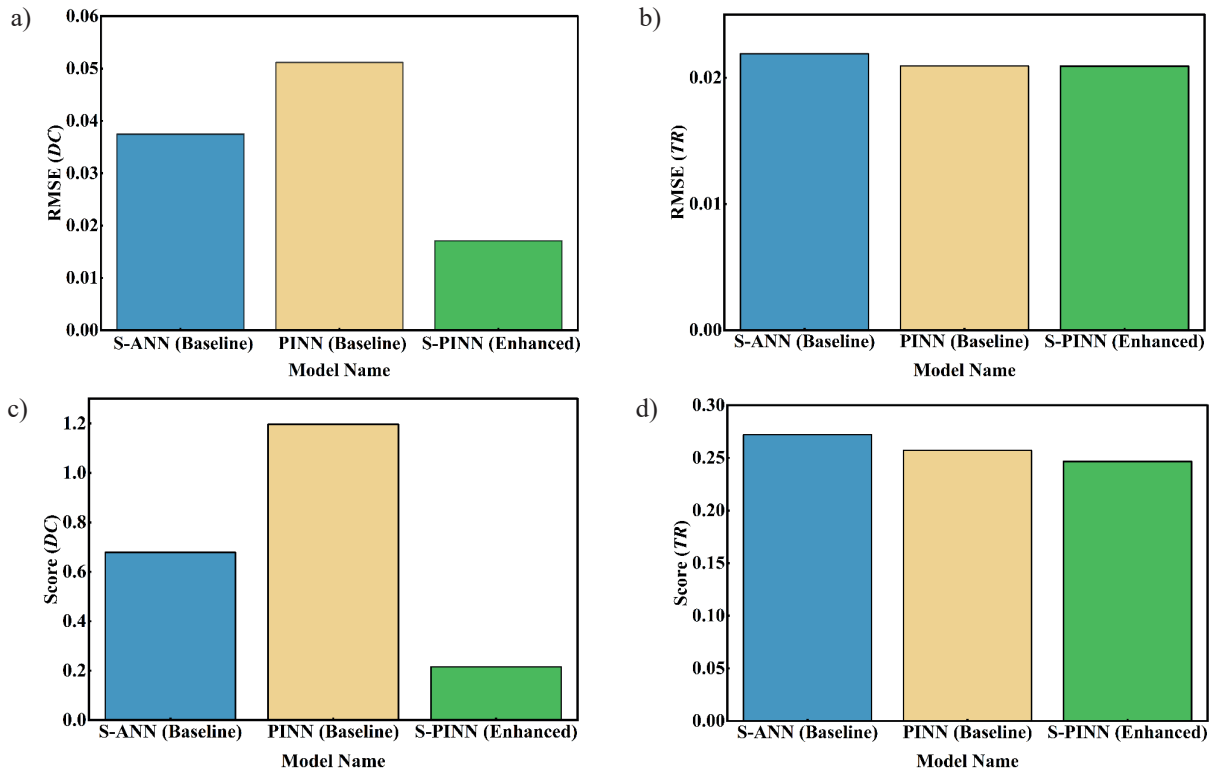 a)
0.06
0.05
0.04
0.03
0.02
0.01
0.00
RMSE (DC)
S-ANN (Baseline) PINN (Baseline) S-PINN (Enhanced)
Model Name
b)
0.02
0.01
0.00
RMSE (TR)
S-ANN (Baseline) PINN (Baseline) S-PINN (Enhanced)
Model Name
c)
1.2
1.0
0.8
0.6
0.4
0.2
0.0
Score (DC)
S-ANN (Baseline) PINN (Baseline) S-PINN (Enhanced)
Model Name
d)
0.30
0.25
0.20
0.15
0.10
0.05
0.00
Score (TR)
S-ANN (Baseline) PINN (Baseline) S-PINN (Enhanced)
Model Name